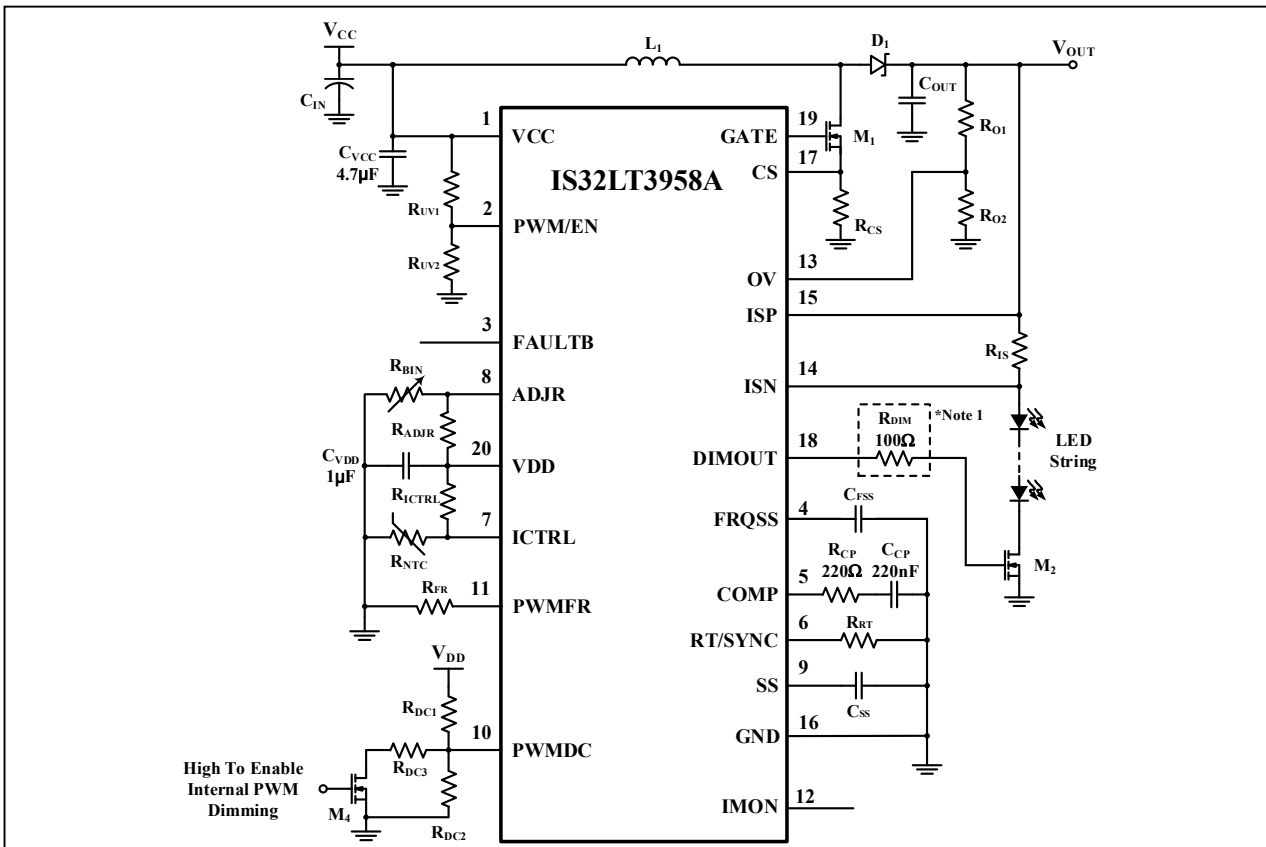 VCC
L1
D1
VOUT
CIN
COUT
1
VCC
CVCC
4.7µF
RUV1
2
PWM/EN
RUV2
IS32LT3958A
19
GATE
M1
17
CS
RCS
RO1
RO2
13
OV
15
ISP
RIS
14
ISN
3
FAULTB
RBIN
8
ADJR
RADJR
CVDD
1µF
20
VDD
RICTRL
7
ICTRL
RNTC
RFR
11
PWMFR
RDIM
100Ω
*Note 1
18
DIMOUT
LED
String
CFSS
4
FRQSS
M2
RCP
220Ω
CCP
220nF
5
COMP
6
RT/SYNC
RRT
9
SS
CSS
16
GND
VDD
RDC1
10
PWMDC
RDC3
High To Enable
Internal PWM
Dimming
M4
RDC2
IMON
12